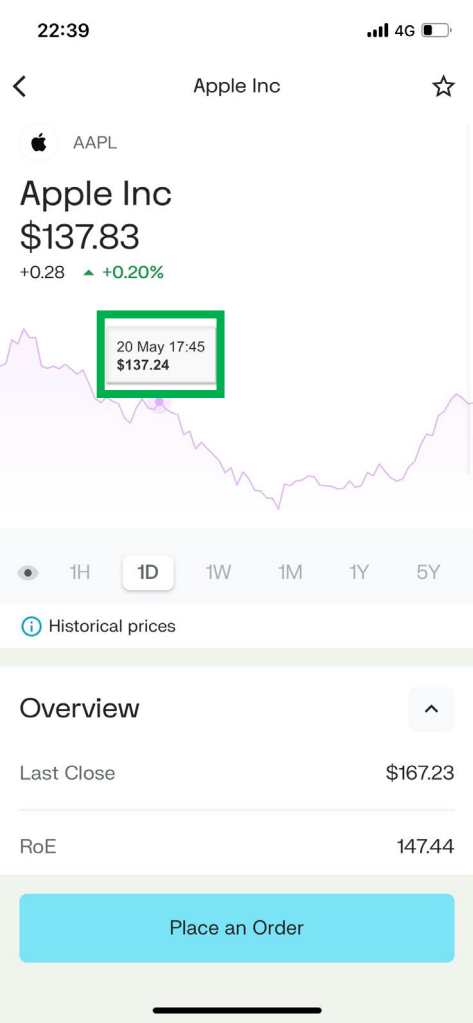 22:39
4G
Apple Inc
AAPL
Apple Inc
$137.83
+0.28 +0.20%
20 May 17:45
$137.24
1H 1D 1W 1M 1Y 5Y
Historical prices
Overview
Last Close $167.23
RoE 147.44
Place an Order